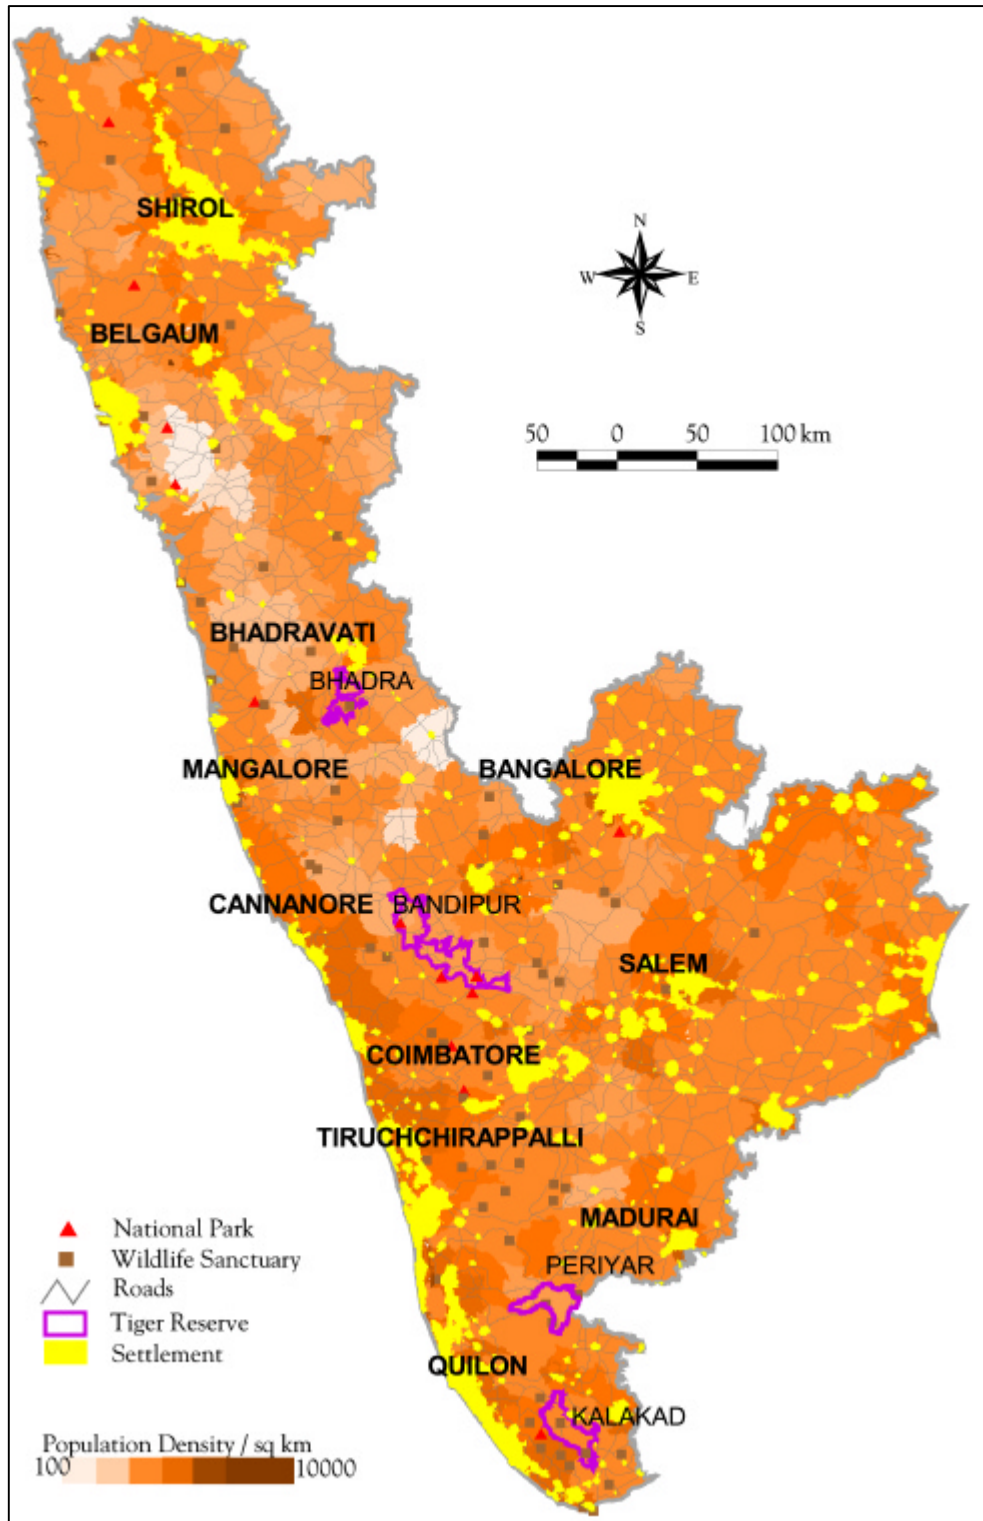 SHIROL
N
W E
S
BELGAUM
50 0 50 100 km
BHADRAVATI
BHADRA
MANGALORE
BANGALORE
CANNANORE
BANDIPUR
SALEM
COIMBATORE
TIRUCHCHIRAPPALLI
MADURAI
PERIYAR
QUILON
KALAKAD
National Park
Wildlife Sanctuary
Roads
Tiger Reserve
Settlement
Population Density / sq km
100 10000